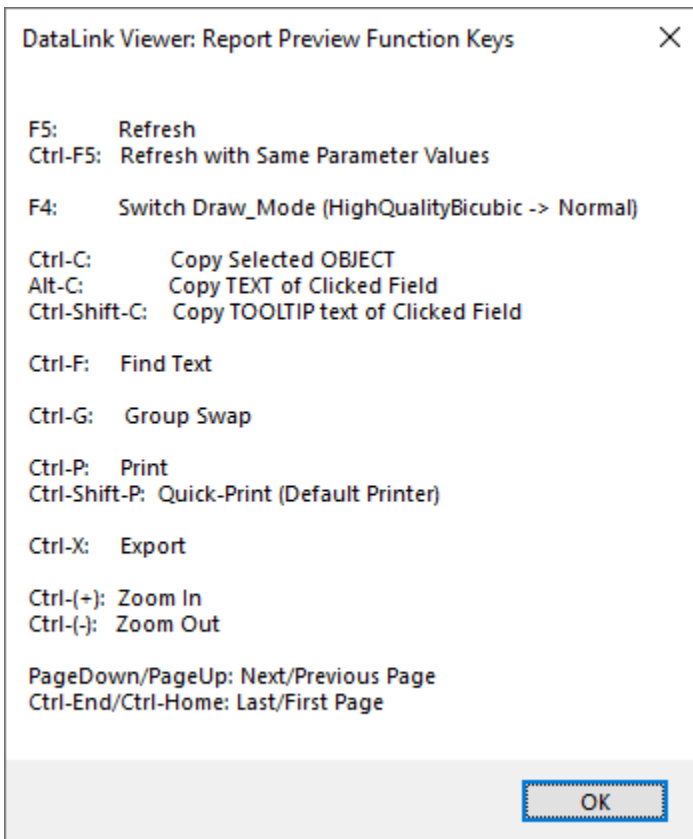 DataLink Viewer: Report Preview Function Keys
F5: Refresh
Ctrl-F5: Refresh with Same Parameter Values
F4: Switch Draw_Mode (HighQualityBicubic -> Normal)
Ctrl-C: Copy Selected OBJECT
Alt-C: Copy TEXT of Clicked Field
Ctrl-Shift-C: Copy TOOLTIP text of Clicked Field
Ctrl-F: Find Text
Ctrl-G: Group Swap
Ctrl-P: Print
Ctrl-Shift-P: Quick-Print (Default Printer)
Ctrl-X: Export
Ctrl-(+): Zoom In
Ctrl-(-): Zoom Out
PageDown/PageUp: Next/Previous Page
Ctrl-End/Ctrl-Home: Last/First Page
OK